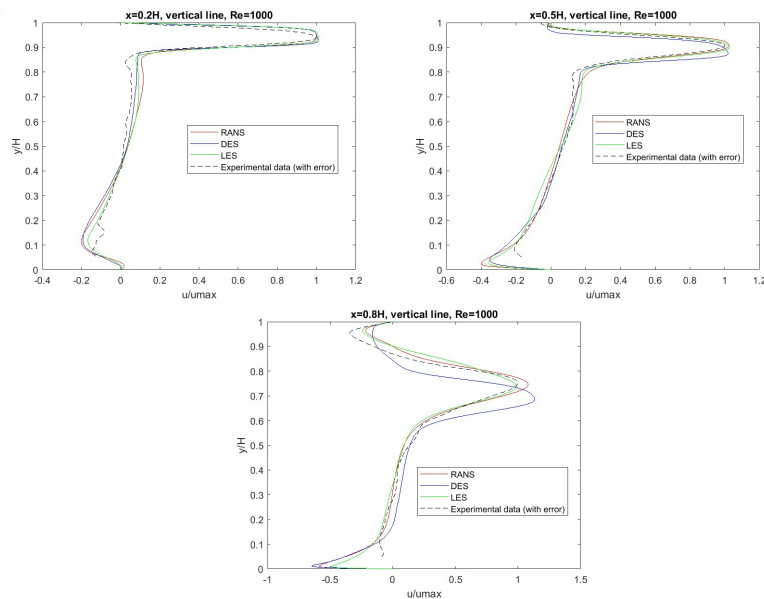 x=0.2H, vertical line, Re=1000
1
0.9
0.8
0.7
0.6
0.5
0.4
0.3
0.2
0.1
0
y/H
RANS
DES
LES
Experimental data (with error)
-0.4 -0.2 0 0.2 0.4 0.6 0.8 1 1.2
u/umax
x=0.5H, vertical line, Re=1000
1
0.9
0.8
0.7
0.6
0.5
0.4
0.3
0.2
0.1
0
y/H
RANS
DES
LES
Experimental data (with error)
-0.6 -0.4 -0.2 0 0.2 0.4 0.6 0.8 1 1.2
u/umax
x=0.8H, vertical line, Re=1000
1
0.9
0.8
0.7
0.6
0.5
0.4
0.3
0.2
0.1
0
y/H
RANS
DES
LES
Experimental data (with error)
-1 -0.5 0 0.5 1 1.5
u/umax